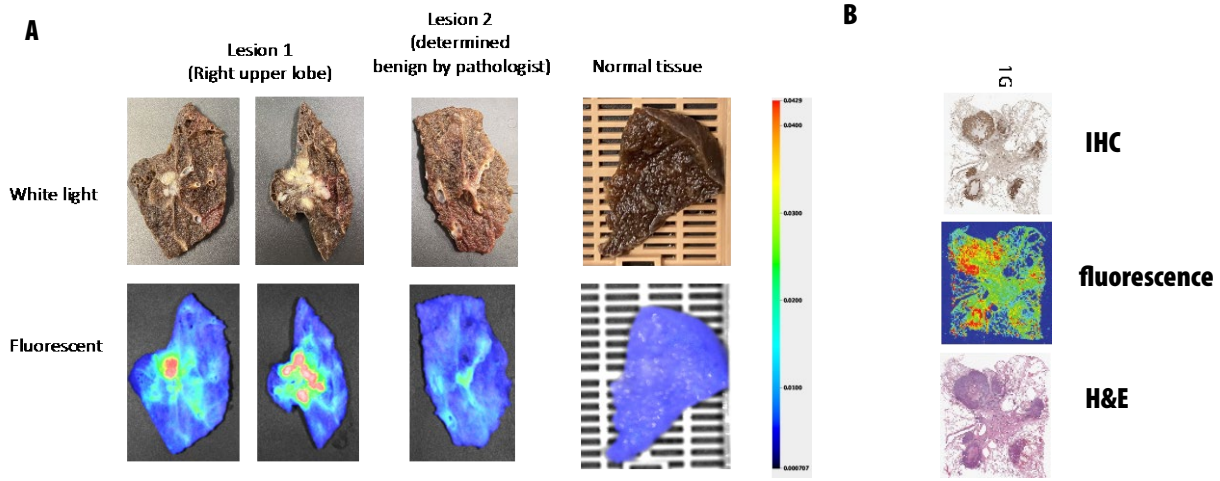 A
B
Lesion 1
(Right upper lobe)
Lesion 2
(determined
benign by pathologist)
Normal tissue
White light
Fluorescent
0.0429
0.0400
0.0300
0.0200
0.0100
0.000707
1 G
IHC
fluorescence
H&E